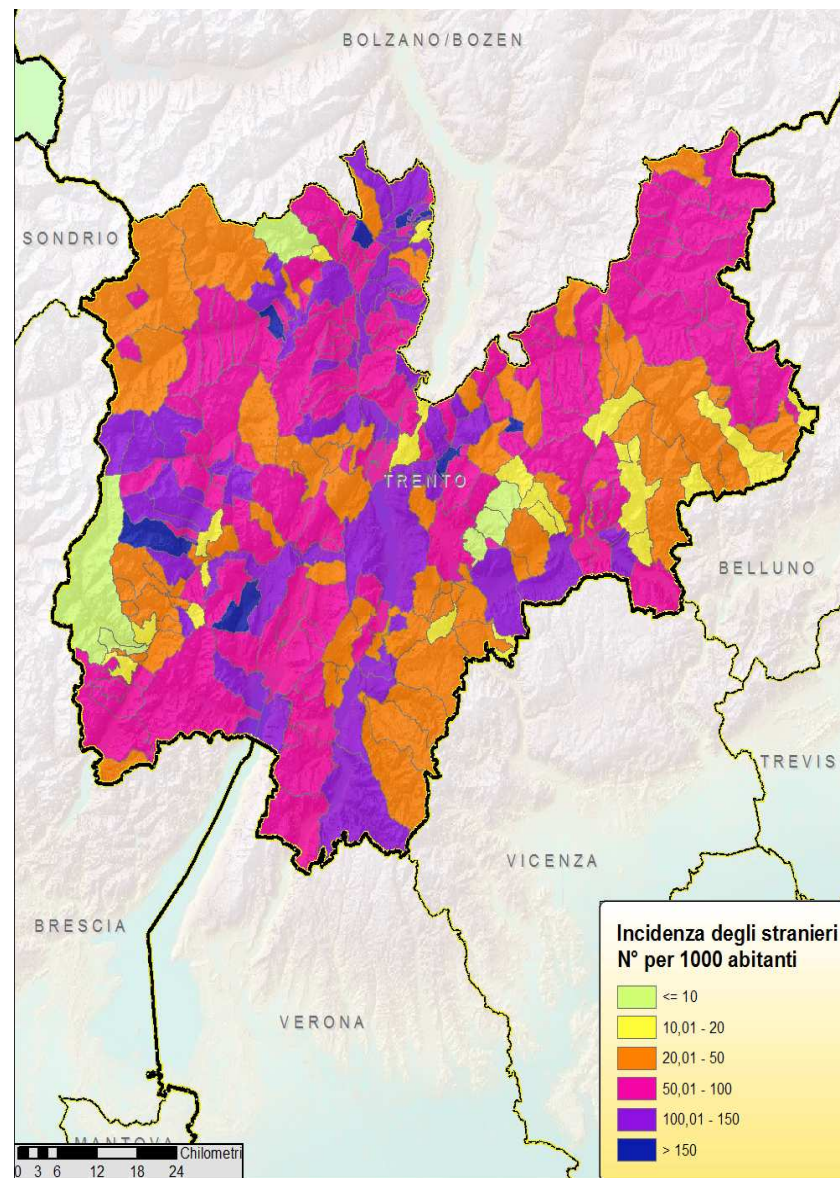 BOLZANO/BOZEN
SONDRIO
TRENTO
BELLUNO
TREVIS
VICENZA
BRESCIA
VERONA
MANTOVA
Incidenza degli stranieri
N° per 1000 abitanti
<= 10
10,01 - 20
20,01 - 50
50,01 - 100
100,01 - 150
> 150
Chilometri
0 3 6 12 18 24